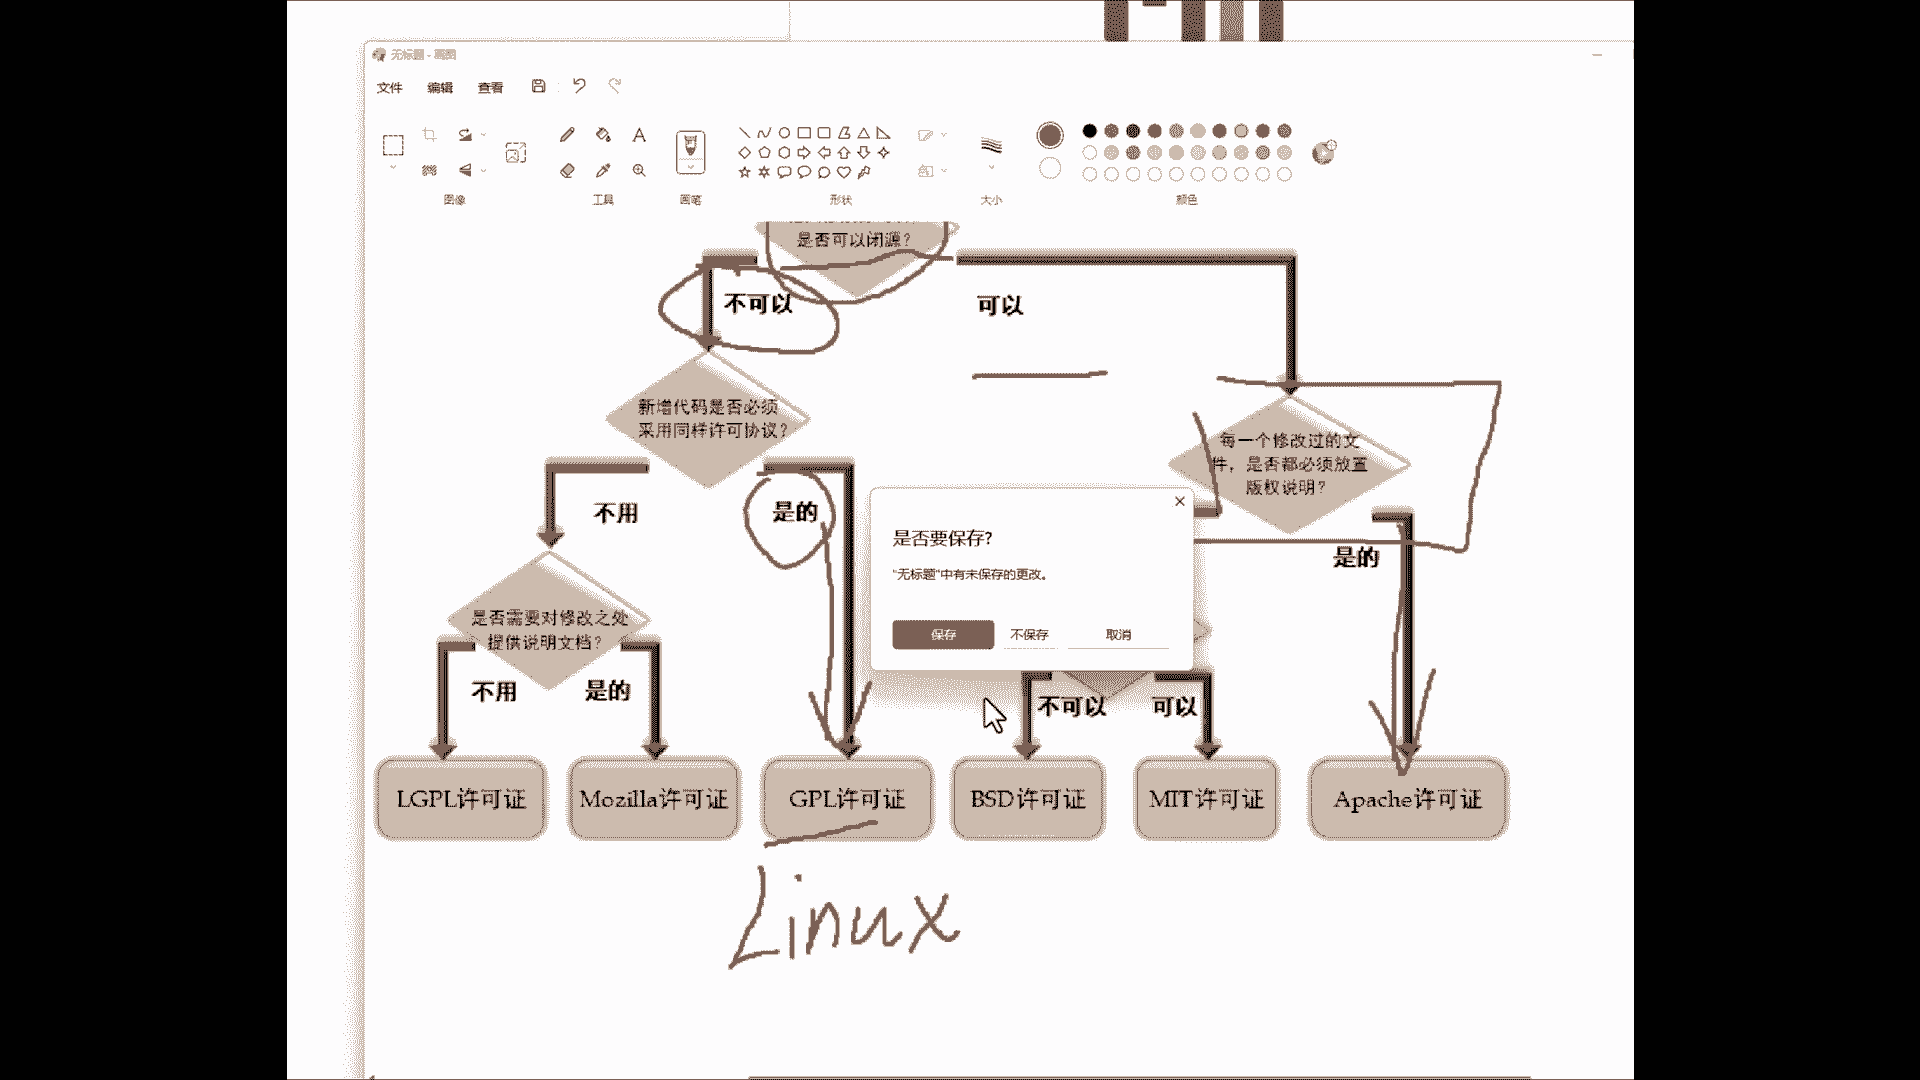 无标题 - 画图
文件 编辑 查看
图像 工具 画笔 形状 大小 颜色
是否可以闭源？
不可以
可以
新增代码是否必须
采用同样许可协议？
每一个修改过的文
件，是否都必须放置
版权说明？
不用
是的
是的
是否要保存?
"无标题"中有未保存的更改。
保存 不保存 取消
是否需要对修改之处
提供说明文档？
不用
是的
不可以
可以
LGPL许可证
Mozilla许可证
GPL许可证
BSD许可证
MIT许可证
Apache许可证
Linux